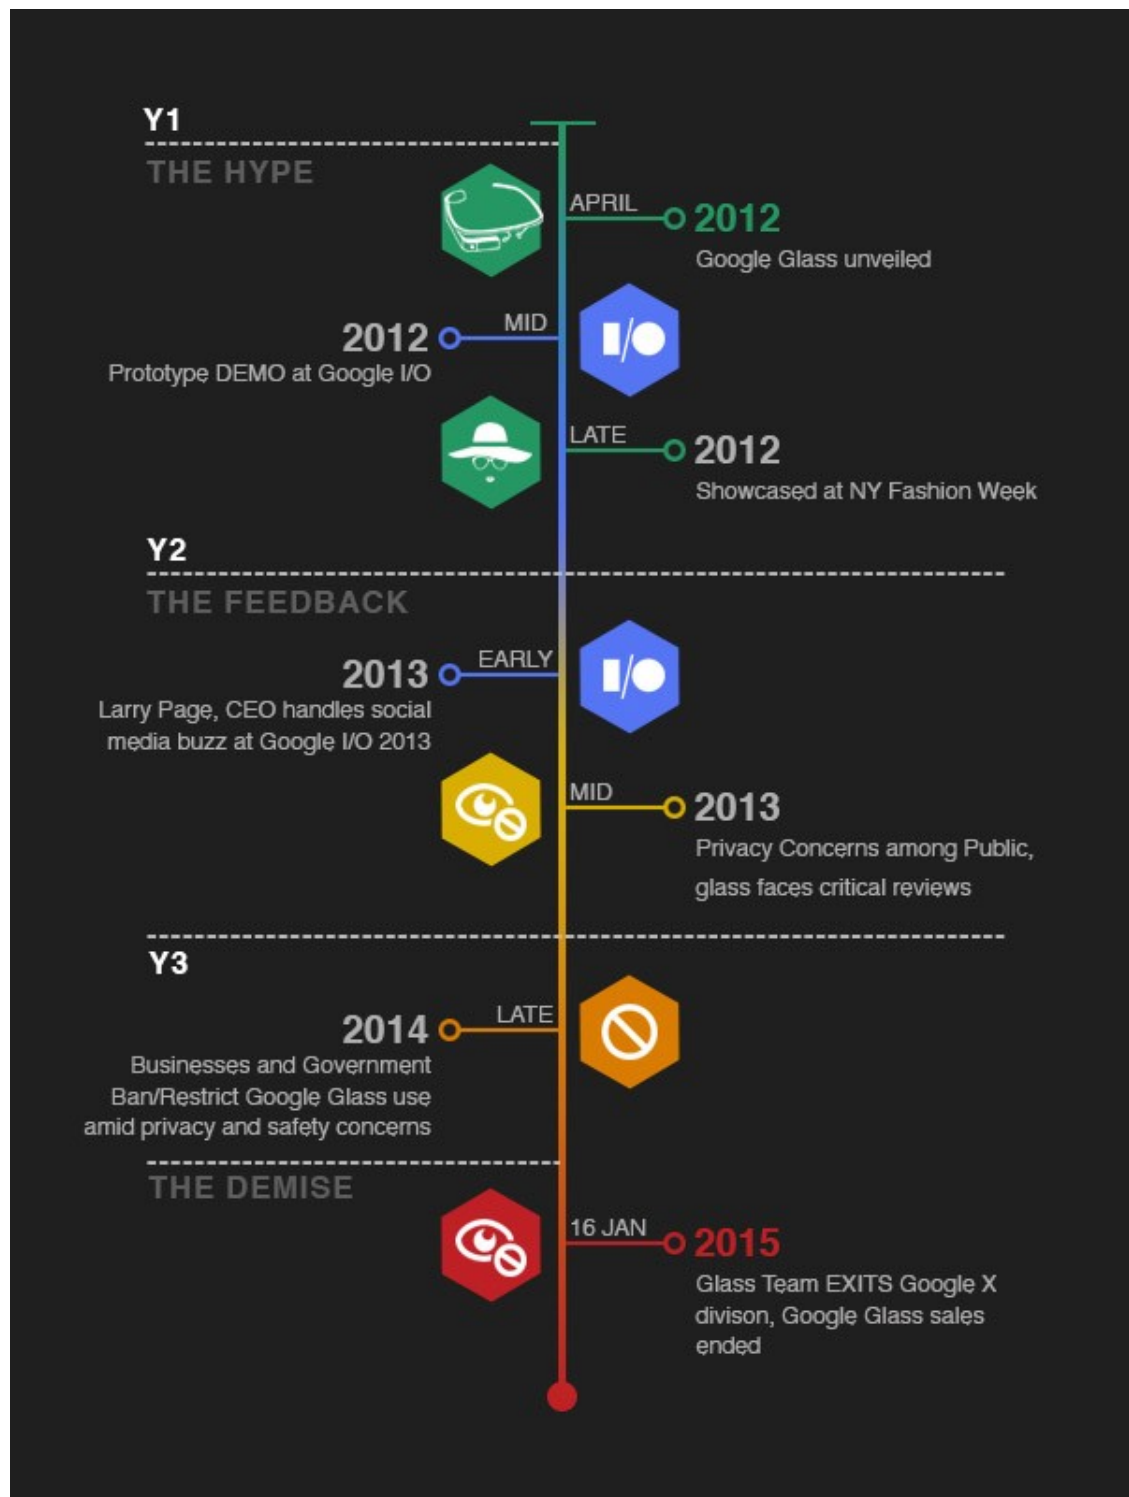 Y1
THE HYPE
APRIL
2012
Google Glass unveiled
MID
I/O
2012
Prototype DEMO at Google I/O
LATE
2012
Showcased at NY Fashion Week
Y2
THE FEEDBACK
EARLY
I/O
2013
Larry Page, CEO handles social
media buzz at Google I/O 2013
MID
2013
Privacy Concerns among Public,
glass faces critical reviews
Y3
LATE
2014
Businesses and Government
Ban/Restrict Google Glass use
amid privacy and safety concerns
THE DEMISE
16 JAN
2015
Glass Team EXITS Google X
divison, Google Glass sales
ended